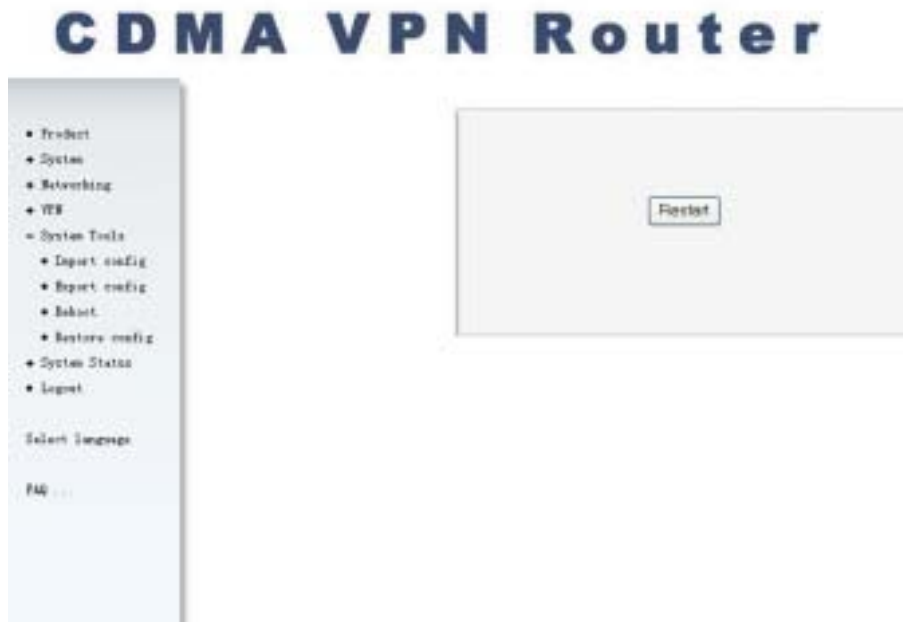 CDMA VPN Router
Product
System
Networking
VPN
System Tools
Import config
Export config
Reboot
Restore config
System Status
Logout
Select language
FAQ ...
Restart